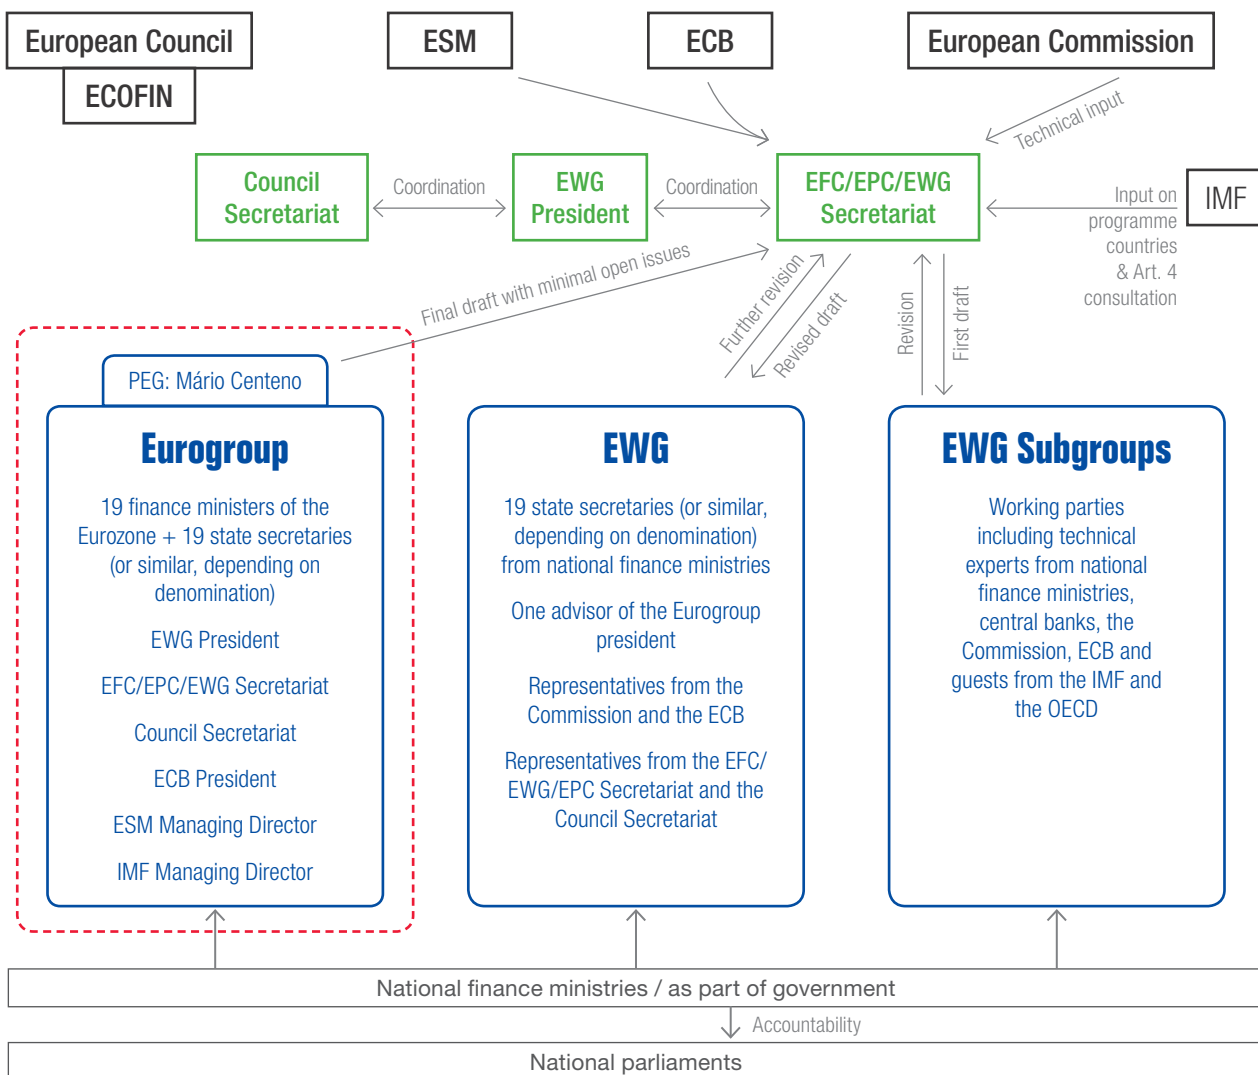 European Council
ECOFIN
ESM
ECB
European Commission
Technical input
Council
Secretariat
Coordination
EWG
President
Coordination
EFC/EPC/EWG
Secretariat
IMF
Input on
programme
countries
& Art. 4
consultation
Final draft with minimal open issues
Further revision
Revised draft
Revision
First draft
PEG: Mário Centeno
Eurogroup
19 finance ministers of the
Eurozone + 19 state secretaries
(or similar, depending on
denomination)
EWG President
EFC/EPC/EWG Secretariat
Council Secretariat
ECB President
ESM Managing Director
IMF Managing Director
EWG
19 state secretaries (or similar,
depending on denomination)
from national finance ministries
One advisor of the Eurogroup
president
Representatives from the
Commission and the ECB
Representatives from the EFC/
EWG/EPC Secretariat and the
Council Secretariat
EWG Subgroups
Working parties
including technical
experts from national
finance ministries,
central banks, the
Commission, ECB and
guests from the IMF and
the OECD
National finance ministries / as part of government
Accountability
National parliaments